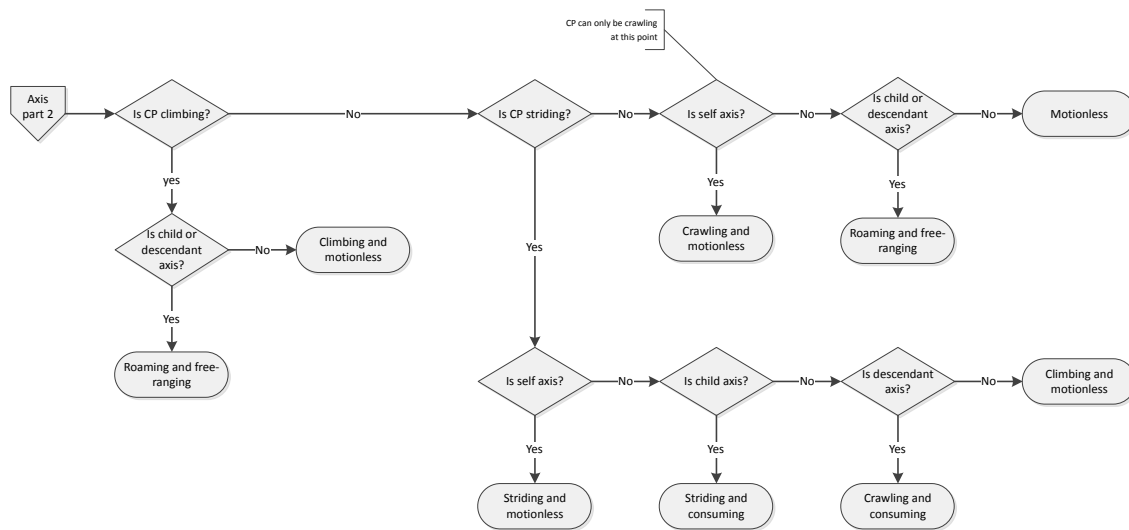 CP can only be crawling
at this point
Axis
part 2
Is CP climbing?
No
Is CP striding?
No
Is self axis?
No
Is child or
descendant
axis?
No
Motionless
yes
Yes
Yes
Is child or
descendant
axis?
No
Climbing and
motionless
Yes
Crawling and
motionless
Roaming and free-
ranging
Yes
Roaming and free-
ranging
Is self axis?
No
Is child axis?
No
Is descendant
axis?
No
Climbing and
motionless
Yes
Yes
Yes
Striding and
motionless
Striding and
consuming
Crawling and
consuming